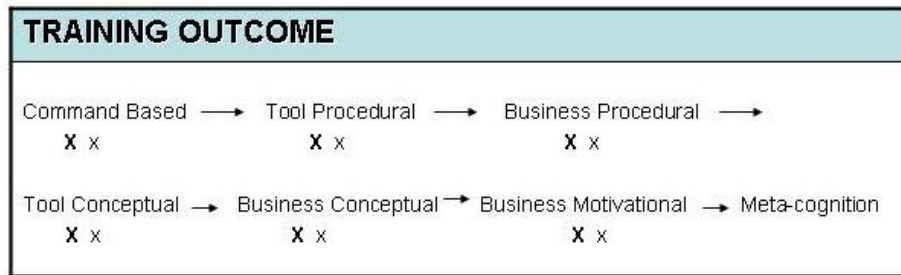 TRAINING OUTCOME
Command Based → Tool Procedural → Business Procedural →
X x X x X x
Tool Conceptual → Business Conceptual → Business Motivational → Meta-cognition
X x X x X x